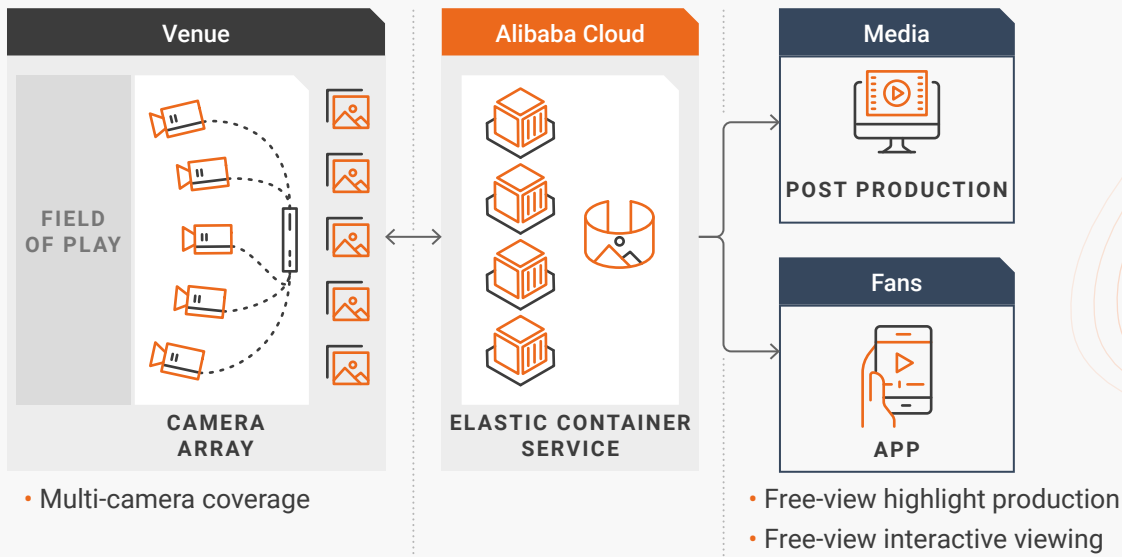 Venue
Alibaba Cloud
Media
FIELD
OF PLAY
CAMERA
ARRAY
ELASTIC CONTAINER
SERVICE
POST PRODUCTION
Fans
APP
• Multi-camera coverage
• Free-view highlight production
• Free-view interactive viewing